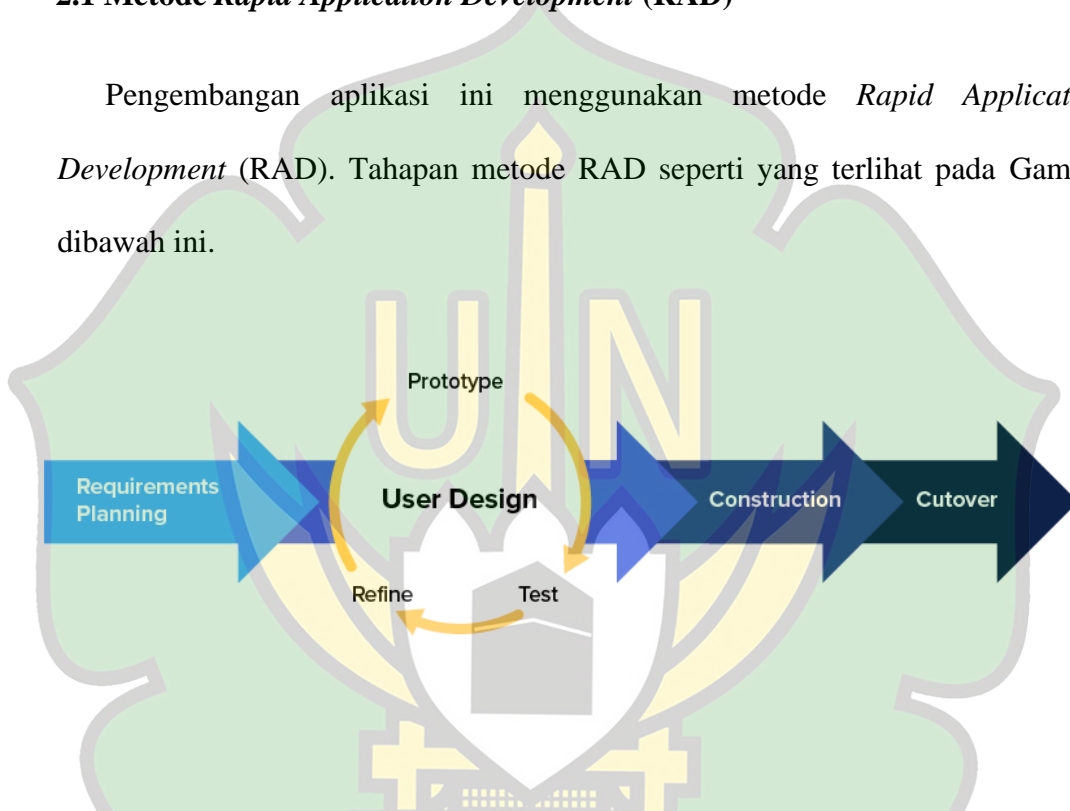 2.1 Metode Rapid Application Development (RAD)
Pengembangan aplikasi ini menggunakan metode Rapid Applicat
Development (RAD). Tahapan metode RAD seperti yang terlihat pada Gam
dibawah ini.
UIN
Prototype
Requirements
Planning
User Design
Construction
Cutover
Refine
Test